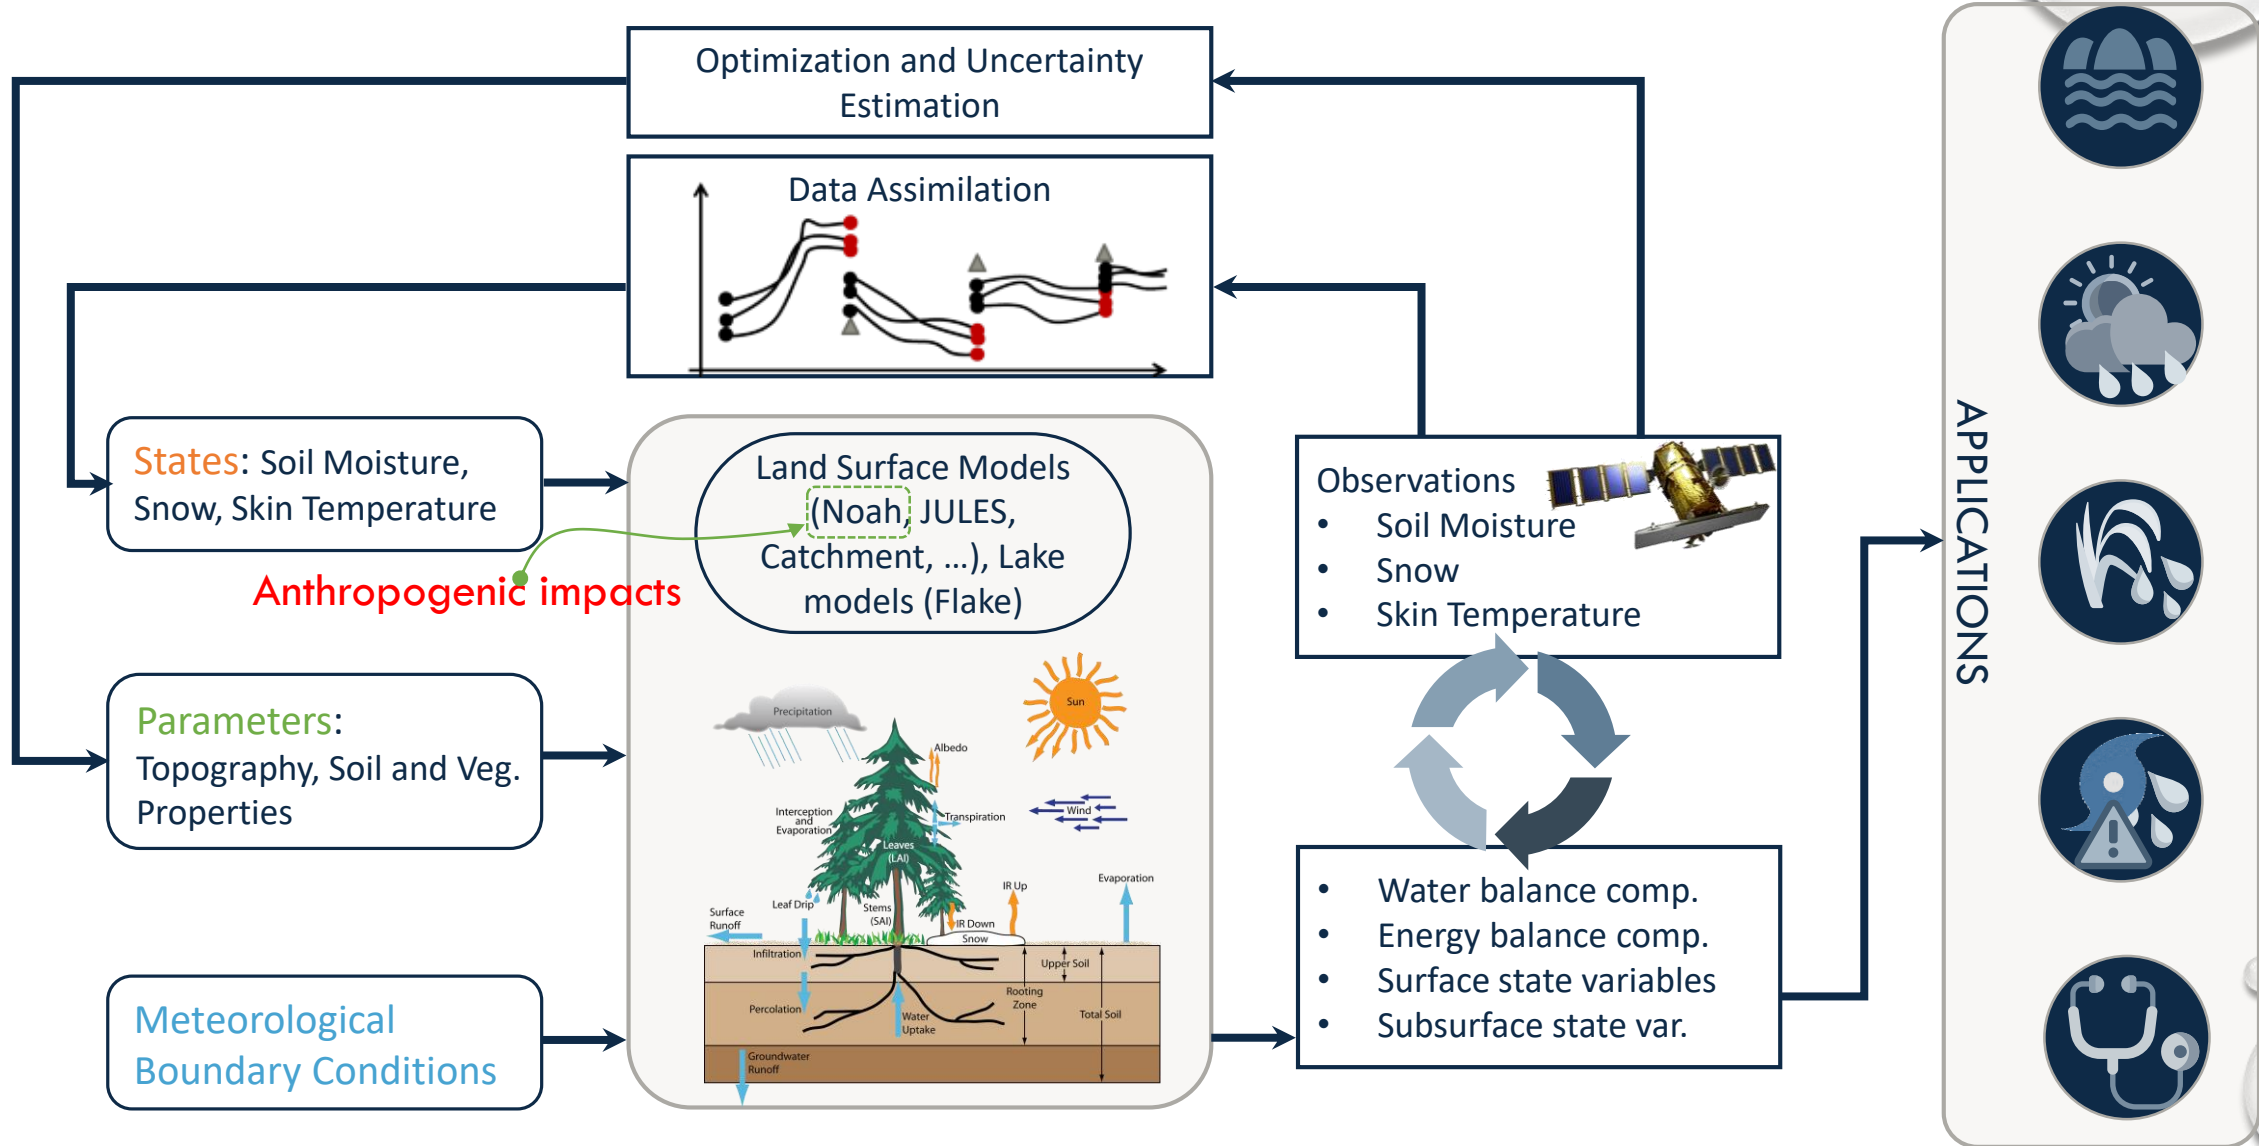 Optimization and Uncertainty
Estimation
Data Assimilation
States: Soil Moisture,
Snow, Skin Temperature
Anthropogenic impacts
Parameters:
Topography, Soil and Veg.
Properties
Meteorological
Boundary Conditions
Land Surface Models
(Noah, JULES,
Catchment, ...), Lake
models (Flake)
Precipitation
Sun
Albedo
Interception
and
Evaporation
Transpiration
Wind
Leaves
(LAI)
Leaf Drip
Stems
(SAI)
IR Up
Evaporation
Surface
Runoff
IR Down
Snow
Infiltration
Upper Soil
Rooting
Zone
Percolation
Water
Uptake
Total Soil
Groundwater
Runoff
Observations
• Soil Moisture
• Snow
• Skin Temperature
• Water balance comp.
• Energy balance comp.
• Surface state variables
• Subsurface state var.
APPLICATIONS